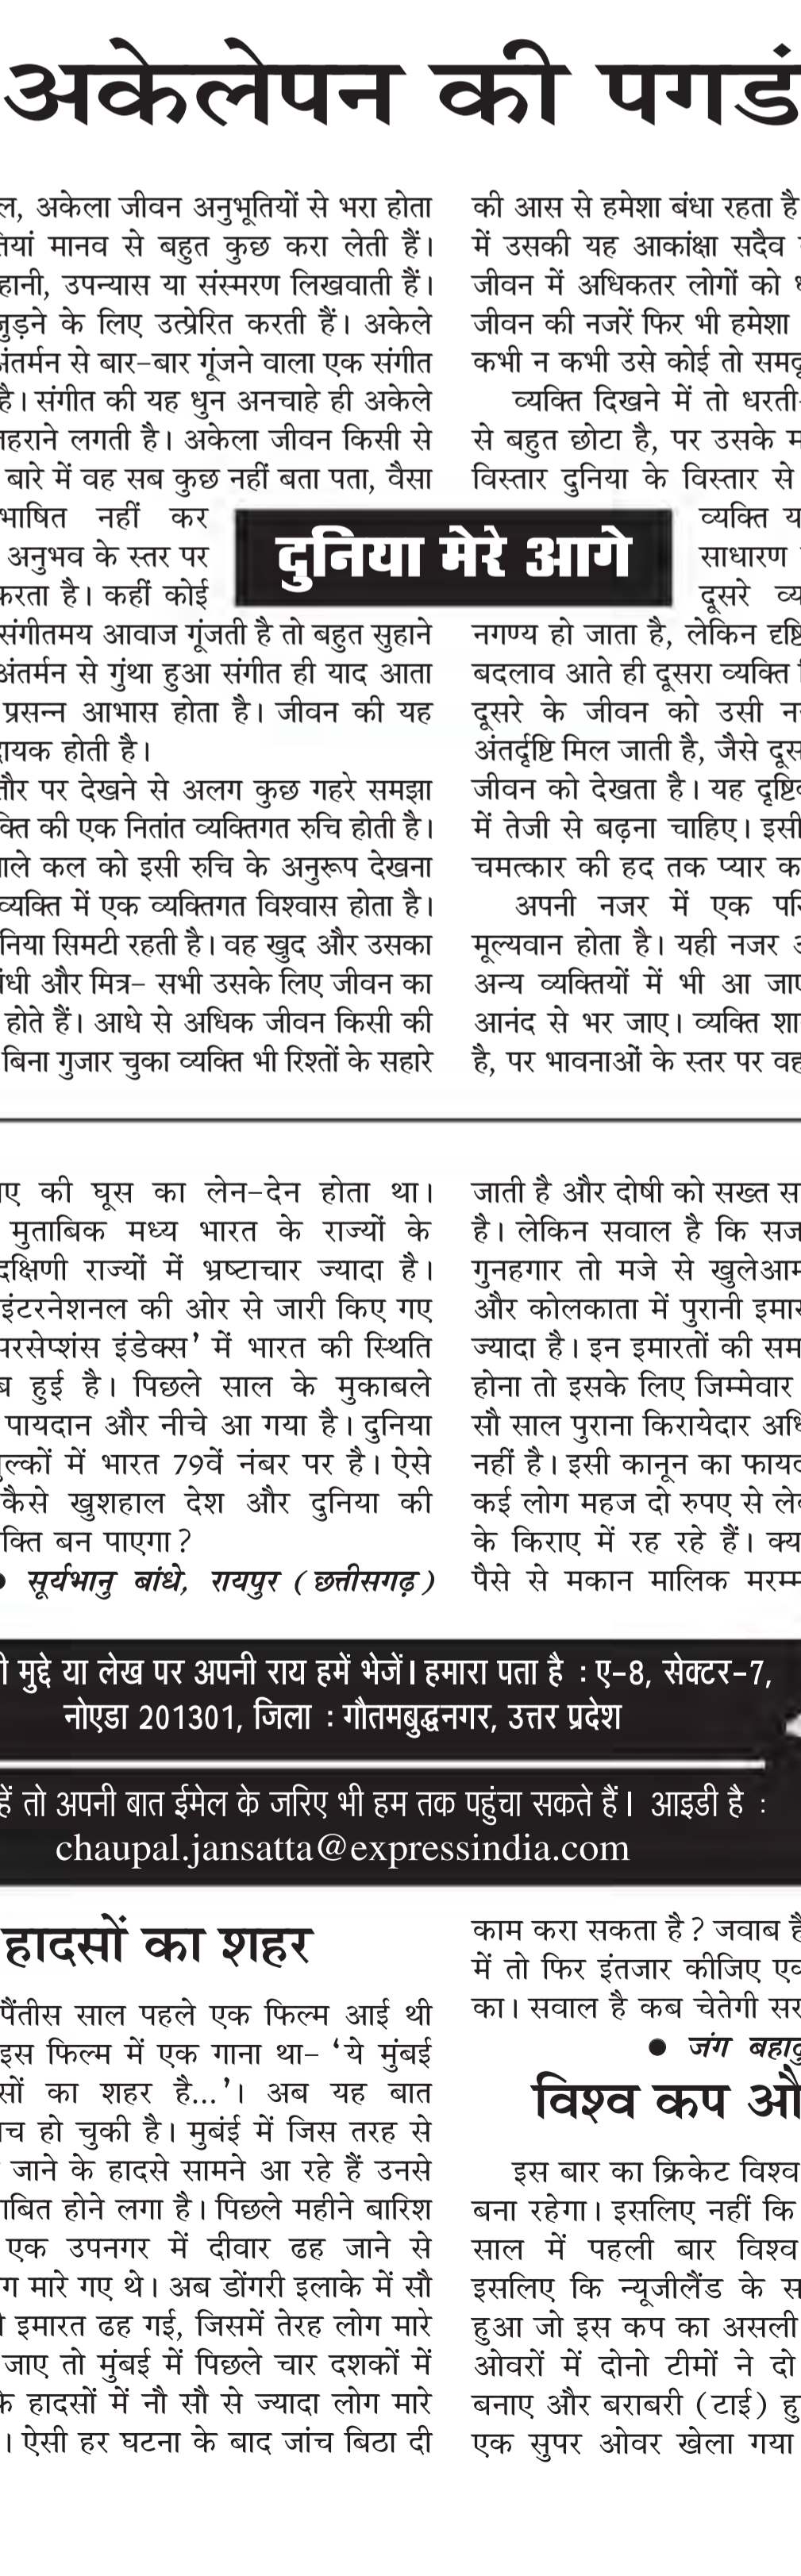 अकेलेपन की पगडं
ल, अकेला जीवन अनुभूतियों से भरा होता
तियां मानव से बहुत कुछ करा लेती हैं।
हानी, उपन्यास या संस्मरण लिखवाती हैं।
जुड़ने के लिए उत्प्रेरित करती हैं। अकेले
अंतर्मन से बार-बार गूंजने वाला एक संगीत
है। संगीत की यह धुन अनचाहे ही अकेले
लहराने लगती है। अकेला जीवन किसी से
बारे में वह सब कुछ नहीं बता पता, वैसा
भाषित नहीं कर
अनुभव के स्तर पर
करता है। कहीं कोई
संगीतमय आवाज गूंजती है तो बहुत सुहाने
अंतर्मन से गुंथा हुआ संगीत ही याद आता
प्रसन्न आभास होता है। जीवन की यह
दायक होती है।
तौर पर देखने से अलग कुछ गहरे समझा
क्ति की एक नितांत व्यक्तिगत रुचि होती है।
वाले कल को इसी रुचि के अनुरूप देखना
व्यक्ति में एक व्यक्तिगत विश्वास होता है।
निया सिमटी रहती है। वह खुद और उसका
बंधी और मित्र- सभी उसके लिए जीवन का
होते हैं। आधे से अधिक जीवन किसी की
बिना गुजार चुका व्यक्ति भी रिश्तों के सहारे
दुनिया मेरे आगे
की आस से हमेशा बंधा रहता है
में उसकी यह आकांक्षा सदैव
जीवन में अधिकतर लोगों को
जीवन की नजरें फिर भी हमेशा
कभी न कभी उसे कोई तो समदृ
व्यक्ति दिखने में तो धरती-
से बहुत छोटा है, पर उसके म
विस्तार दुनिया के विस्तार से
व्यक्ति य
साधारण
दूसरे व्य
नगण्य हो जाता है, लेकिन दृष्टि
बदलाव आते ही दूसरा व्यक्ति
दूसरे के जीवन को उसी न
अंतर्दृष्टि मिल जाती है, जैसे दूस
जीवन को देखता है। यह दृष्टि
में तेजी से बढ़ना चाहिए। इसी
चमत्कार की हद तक प्यार क
अपनी नजर में एक परि
मूल्यवान होता है। यही नजर अ
अन्य व्यक्तियों में भी आ जाए
आनंद से भर जाए। व्यक्ति शा
है, पर भावनाओं के स्तर पर वह
ए की घूस का लेन-देन होता था।
मुताबिक मध्य भारत के राज्यों के
दक्षिणी राज्यों में भ्रष्टाचार ज्यादा है।
इंटरनेशनल की ओर से जारी किए गए
परसेप्शंस इंडेक्स' में भारत की स्थिति
ब हुई है। पिछले साल के मुकाबले
पायदान और नीचे आ गया है। दुनिया
मुल्कों में भारत 79वें नंबर पर है। ऐसे
कैसे खुशहाल देश और दुनिया की
क्ति बन पाएगा?
● सूर्यभानु बांधे, रायपुर (छत्तीसगढ़)
जाती है और दोषी को सख्त स
है। लेकिन सवाल है कि सज
गुनहगार तो मजे से खुलेआम
और कोलकाता में पुरानी इमार
ज्यादा है। इन इमारतों की सम
होना तो इसके लिए जिम्मेवार
सौ साल पुराना किरायेदार अधि
नहीं है। इसी कानून का फायद
कई लोग महज दो रुपए से ले
के किराए में रह रहे हैं। क्य
पैसे से मकान मालिक मरम्म
ी मुद्दे या लेख पर अपनी राय हमें भेजें। हमारा पता है : ए-8, सेक्टर-7,
नोएडा 201301, जिला : गौतमबुद्धनगर, उत्तर प्रदेश
हें तो अपनी बात ईमेल के जरिए भी हम तक पहुंचा सकते हैं। आइडी है :
chaupal.jansatta@expressindia.com
हादसों का शहर
पैंतीस साल पहले एक फिल्म आई थी
इस फिल्म में एक गाना था- 'ये मुंबई
सों का शहर है...'। अब यह बात
च हो चुकी है। मुबंई में जिस तरह से
जाने के हादसे सामने आ रहे हैं उनसे
ाबित होने लगा है। पिछले महीने बारिश
एक उपनगर में दीवार ढह जाने से
ग मारे गए थे। अब डोंगरी इलाके में सौ
ी इमारत ढह गई, जिसमें तेरह लोग मारे
जाए तो मुंबई में पिछले चार दशकों में
के हादसों में नौ सौ से ज्यादा लोग मारे
। ऐसी हर घटना के बाद जांच बिठा दी
काम करा सकता है? जवाब है
में तो फिर इंतजार कीजिए एक
का। सवाल है कब चेतेगी सर
● जंग बहादु
विश्व कप औ
इस बार का क्रिकेट विश्व
बना रहेगा। इसलिए नहीं कि
साल में पहली बार विश्व
इसलिए कि न्यूजीलैंड के स
हुआ जो इस कप का असली
ओवरों में दोनो टीमों ने दो
बनाए और बराबरी (टाई) हु
एक सुपर ओवर खेला गया